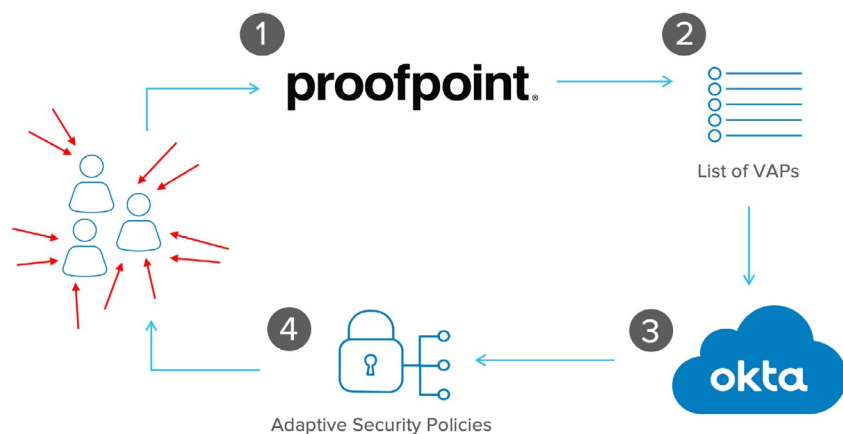 1
proofpoint.
2
List of VAPs
3
okta
4
Adaptive Security Policies